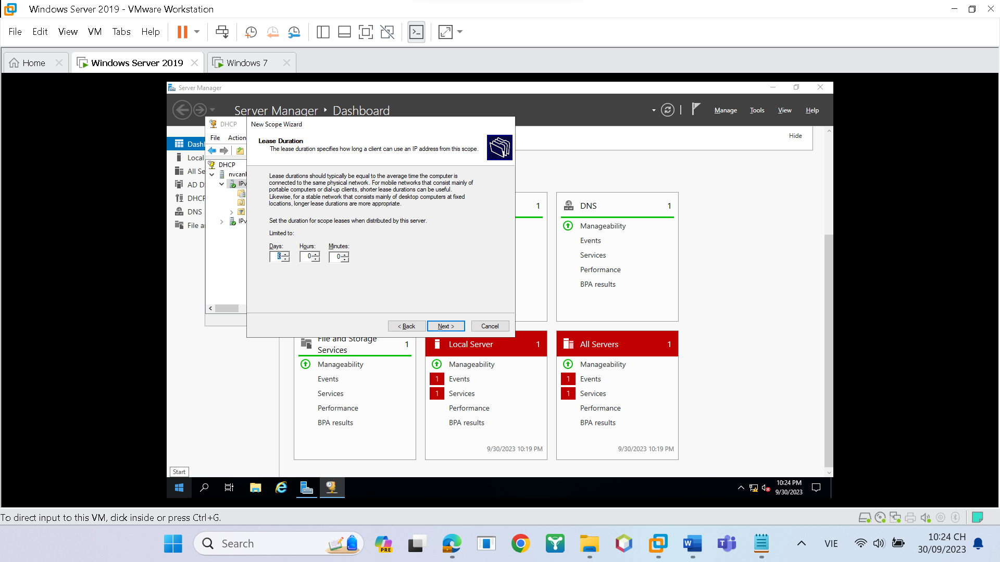 Windows Server 2019 - VMware Workstation
File Edit View VM Tabs Help
Home
Windows Server 2019
Windows 7
Server Manager
Server Manager Dashboard
Manage Tools View Help
DHCP
File Action
DHCP
New Scope Wizard
Lease Duration
The lease duration specifies how long a client can use an IP address from this scope.
Lease durations should typically be equal to the average time the computer is
connected to the same physical network. For mobile networks that consist mainly of
portable computers or dial-up clients, shorter lease durations can be useful.
Likewise, for a stable network that consists mainly of desktop computers at fixed
locations, longer lease durations are more appropriate.
Set the duration for scope leases when distributed by this server.
Limited to:
Days: Hours: Minutes:
8 0 0
< Back Next > Cancel
Local
DHCP
DNS
Hide
1
DNS 1
Manageability
Events
Services
Performance
BPA results
File and Storage
Services 1
Manageability
Events
Services
Performance
BPA results
Local Server 1
Manageability
1 Events
1 Services
Performance
BPA results
9/30/2023 10:19 PM
All Servers 1
Manageability
1 Events
1 Services
Performance
BPA results
9/30/2023 10:19 PM
Start
10:24 PM
9/30/2023
To direct input to this VM, click inside or press Ctrl+G.
Search
PRE
VIE
10:24 CH
30/09/2023